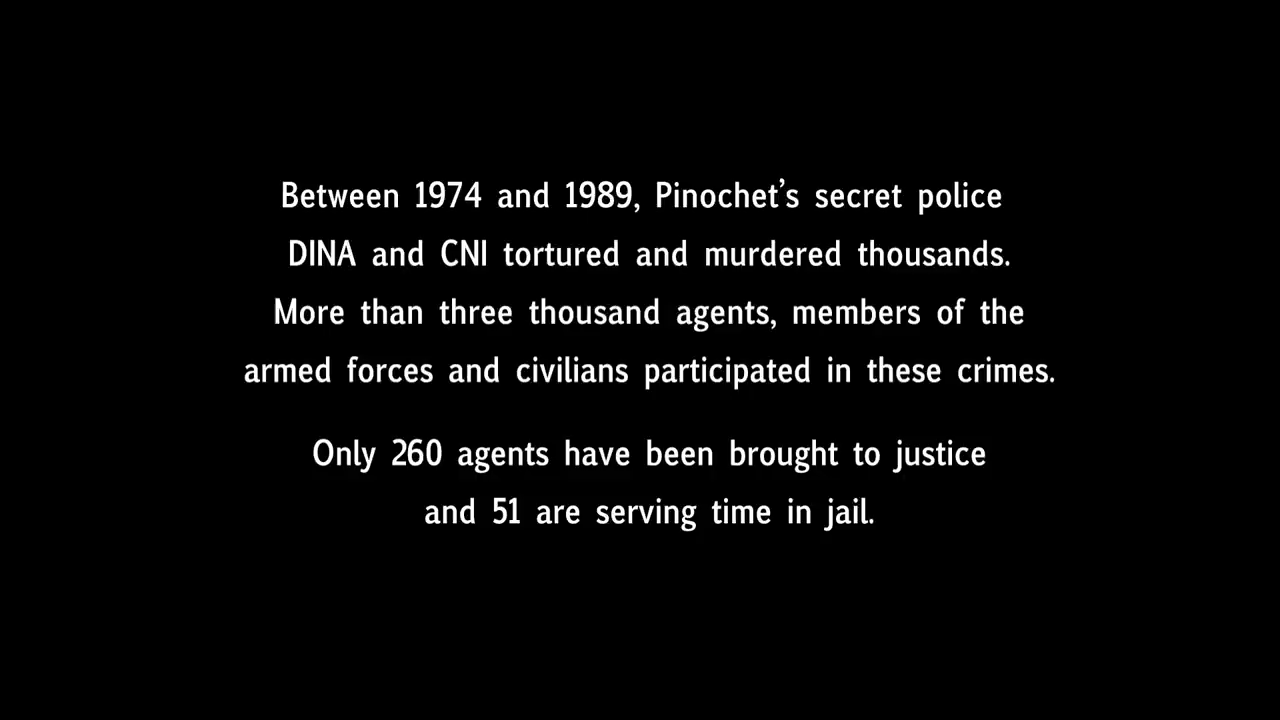 Between 1974 and 1989, Pinochet's secret police
DINA and CNI tortured and murdered thousands.
More than three thousand agents, members of the
armed forces and civilians participated in these crimes.
Only 260 agents have been brought to justice
and 51 are serving time in jail.